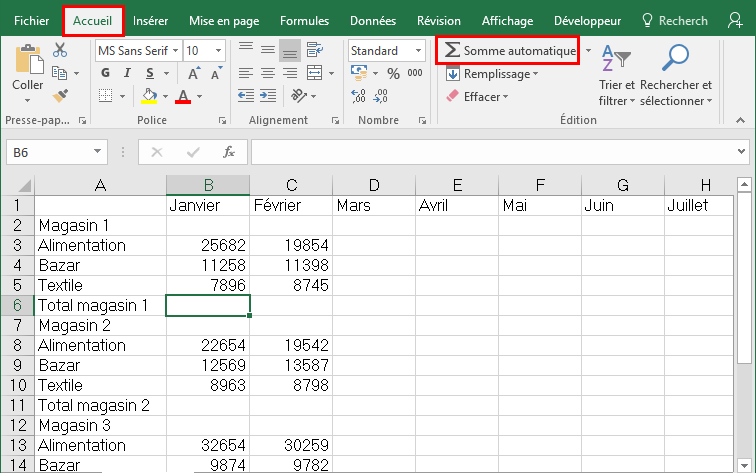 Fichier Accueil Insérer Mise en page Formules Données Révision Affichage Développeur Recherch
MS Sans Serif 10 Standard Somme automatique
Coller G I S % 000 Remplissage Trier et Rechercher et
A Effacer filtrer sélectionner
Presse-pap... Police Alignement Nombre Édition
B6 fx
A B C D E F G H
1 Janvier Février Mars Avril Mai Juin Juillet
2 Magasin 1
3 Alimentation 25682 19854
4 Bazar 11258 11398
5 Textile 7896 8745
6 Total magasin 1
7 Magasin 2
8 Alimentation 22654 19542
9 Bazar 12569 13587
10 Textile 8963 8798
11 Total magasin 2
12 Magasin 3
13 Alimentation 32654 30259
14 Bazar 9874 9782